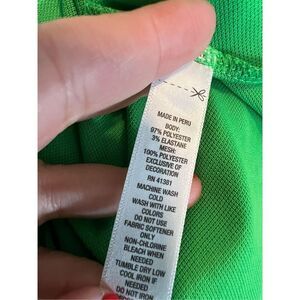 MADE IN PERU
BODY:
97% POLYESTER
3% ELASTANE
MESH:
100% POLYESTER
EXCLUSIVE OF
DECORATION
RN 41381
MACHINE WASH
COLD
WASH WITH LIKE
COLORS
DO NOT USE
FABRIC SOFTENER
ONLY
NON-CHLORINE
BLEACH WHEN
NEEDED
TUMBLE DRY LOW
COOL IRON IF
NEEDED
DO NOT IRON